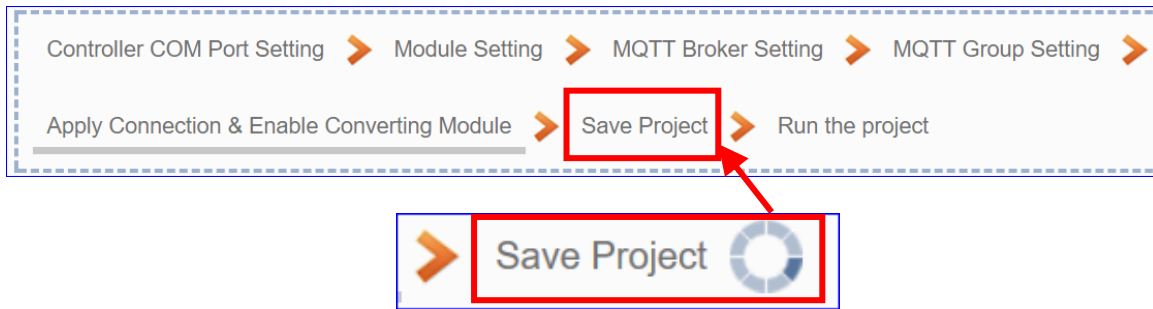 Controller COM Port Setting Module Setting MQTT Broker Setting MQTT Group Setting
Apply Connection & Enable Converting Module Save Project Run the project
Save Project